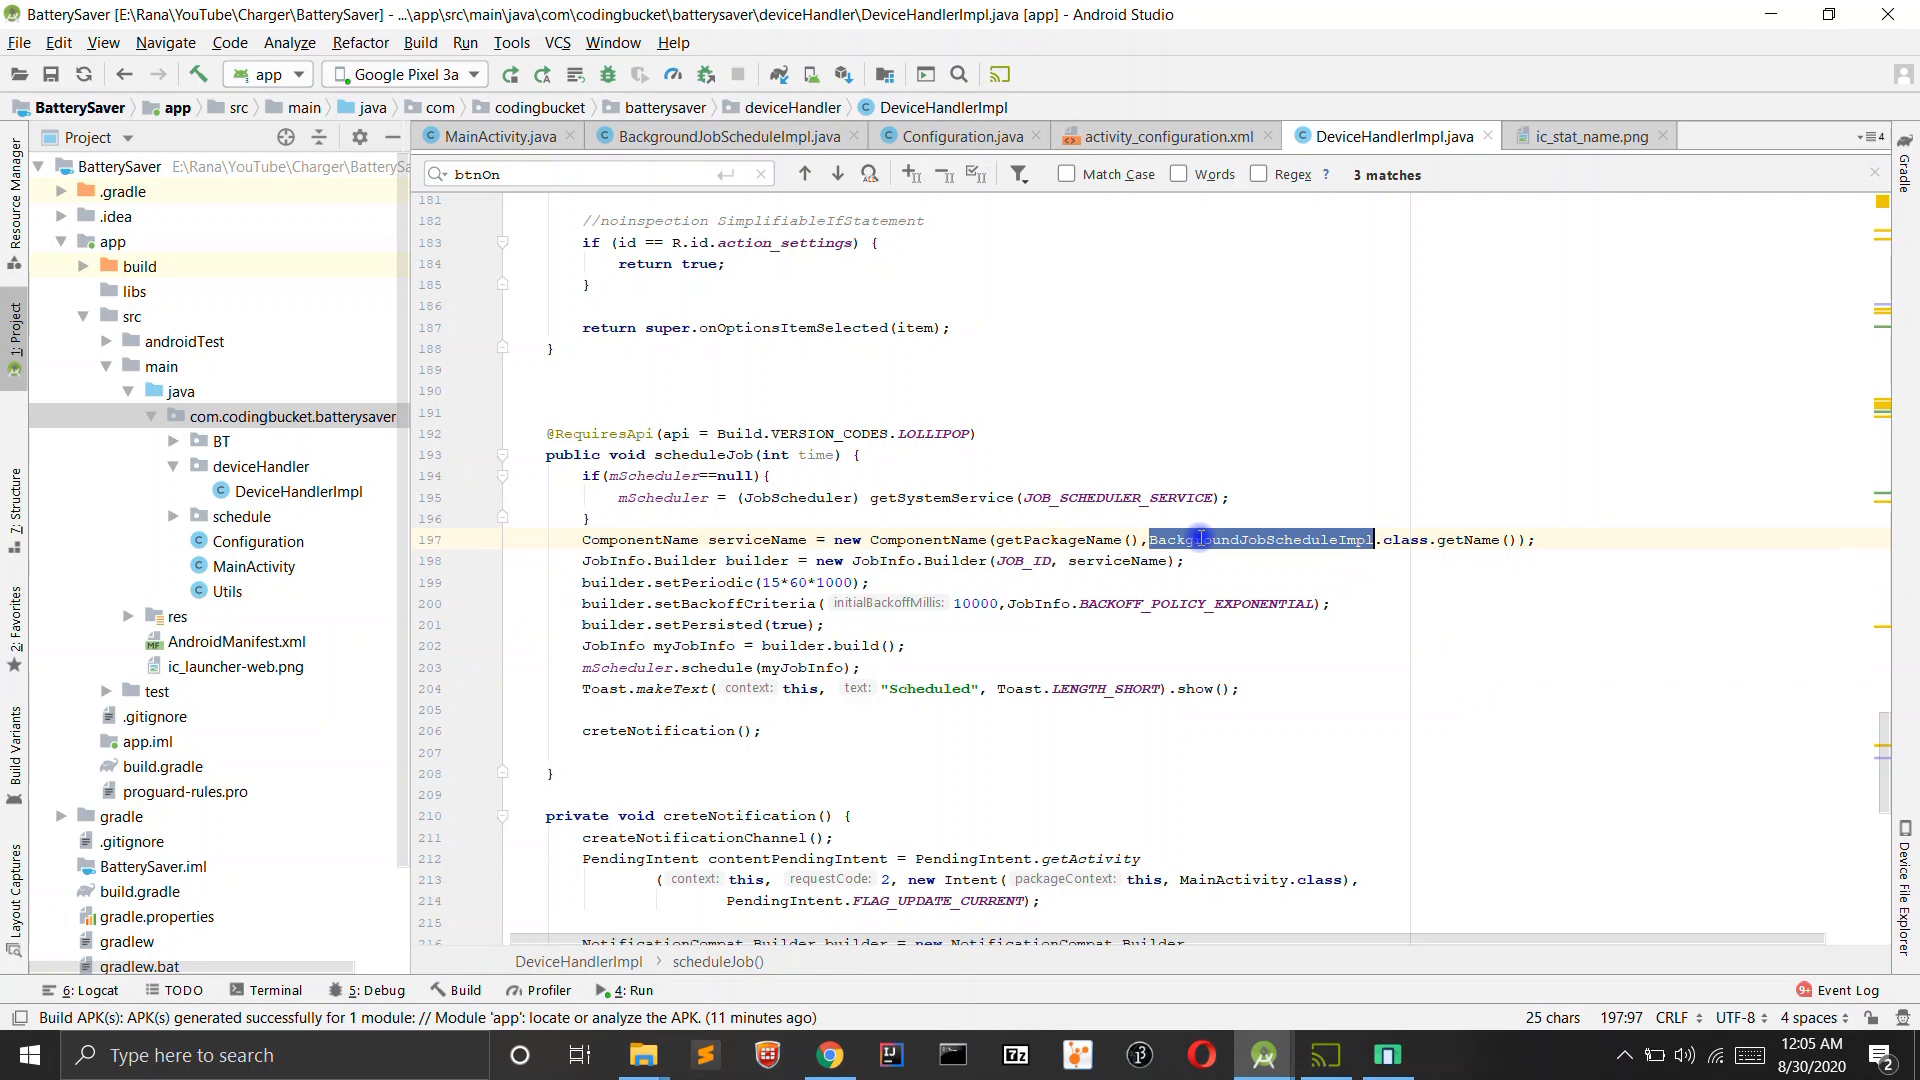 BatterySaver [E:\Rana\YouTube\Charger\BatterySaver] - ...\app\src\main\java\com\codingbucket\batterysaver\deviceHandler\DeviceHandlerImpl.java [app] - Android Studio
File Edit View Navigate Code Analyze Refactor Build Run Tools VCS Window Help
app Google Pixel 3a
BatterySaver app src main java com codingbucket batterysaver deviceHandler DeviceHandlerImpl
Project
MainActivity.java BackgroundJobScheduleImpl.java Configuration.java activity_configuration.xml DeviceHandlerImpl.java ic_stat_name.png 4
btnOn Match Case Words Regex ? 3 matches
Resource Manager
1: Project
7: Structure
2: Favorites
Build Variants
Layout Captures
BatterySaver E:\Rana\YouTube\Charger\BatterySa
.gradle
.idea
app
build
libs
src
androidTest
main
java
com.codingbucket.batterysaver
BT
deviceHandler
DeviceHandlerImpl
schedule
Configuration
MainActivity
Utils
res
AndroidManifest.xml
ic_launcher-web.png
test
.gitignore
app.iml
build.gradle
proguard-rules.pro
gradle
.gitignore
BatterySaver.iml
build.gradle
gradle.properties
gradlew
gradlew.bat
181
182 //noinspection SimplifiableIfStatement
183 if (id == R.id.action_settings) {
184 return true;
185 }
186
187 return super.onOptionsItemSelected(item);
188 }
189
190
191
192 @RequiresApi(api = Build.VERSION_CODES.LOLLIPOP)
193 public void scheduleJob(int time) {
194 if(mScheduler==null){
195 mScheduler = (JobScheduler) getSystemService(JOB_SCHEDULER_SERVICE);
196 }
197 ComponentName serviceName = new ComponentName(getPackageName(),BackgroundJobScheduleImpl.class.getName());
198 JobInfo.Builder builder = new JobInfo.Builder(JOB_ID, serviceName);
199 builder.setPeriodic(15*60*1000);
200 builder.setBackoffCriteria( initialBackoffMillis: 10000,JobInfo.BACKOFF_POLICY_EXPONENTIAL);
201 builder.setPersisted(true);
202 JobInfo myJobInfo = builder.build();
203 mScheduler.schedule(myJobInfo);
204 Toast.makeText( context: this, text: "Scheduled", Toast.LENGTH_SHORT).show();
205
206 creteNotification();
207
208 }
209
210 private void creteNotification() {
211 createNotificationChannel();
212 PendingIntent contentPendingIntent = PendingIntent.getActivity
213 ( context: this, requestCode: 2, new Intent( packageContext: this, MainActivity.class),
214 PendingIntent.FLAG_UPDATE_CURRENT);
215
216 NotificationCompat.Builder builder = new NotificationCompat.Builder
DeviceHandlerImpl > scheduleJob()
Gradle
Device File Explorer
6: Logcat TODO Terminal 5: Debug Build Profiler 4: Run 9+ Event Log
Build APK(s): APK(s) generated successfully for 1 module: // Module 'app': locate or analyze the APK. (11 minutes ago) 25 chars 197:97 CRLF UTF-8 4 spaces
Type here to search
12:05 AM
8/30/2020
2